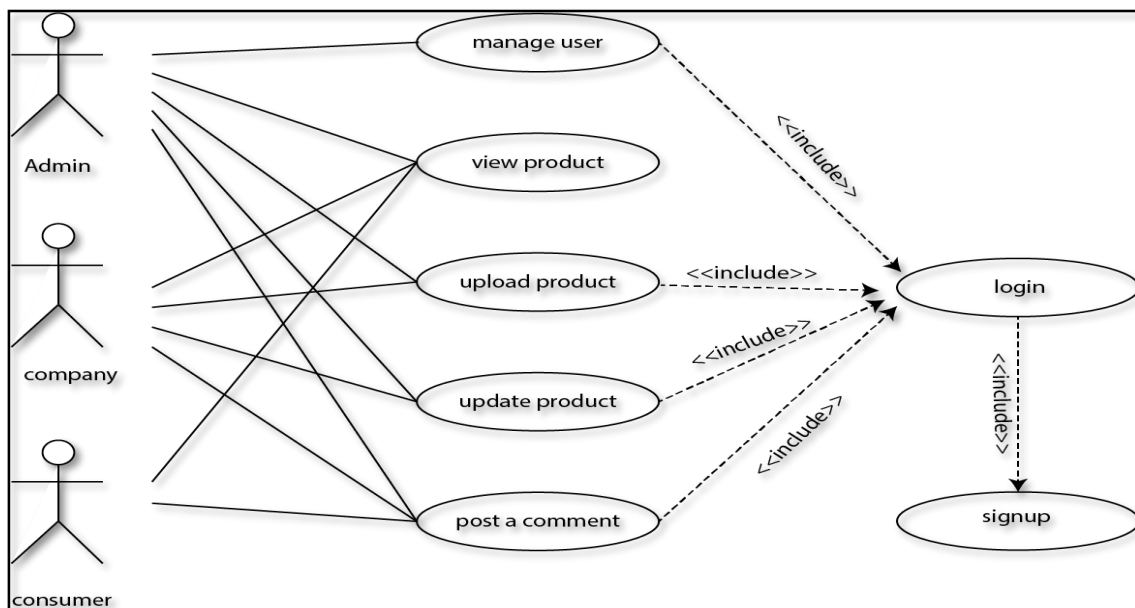 manage user
<<include>>
Admin
view product
company
upload product
<<include>>
login
<<include>>
update product
<<include>>
<<include>>
consumer
post a comment
signup